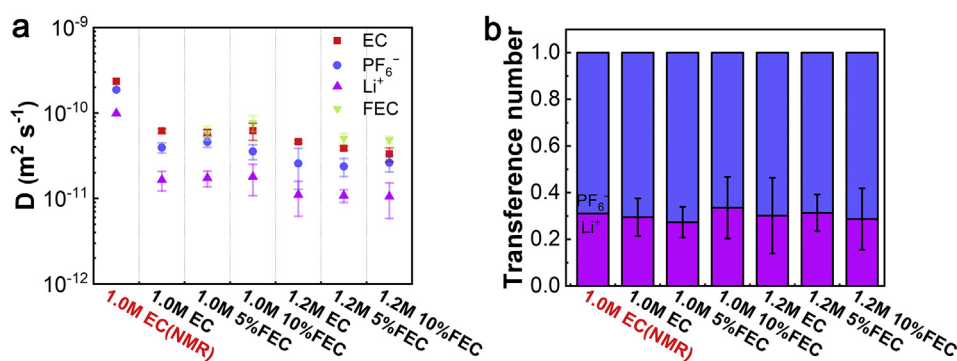 a
10⁻⁹
10⁻¹⁰
10⁻¹¹
10⁻¹²
D (m² s⁻¹)
EC
PF₆⁻
Li⁺
FEC
1.0M EC(NMR)
1.0M EC
1.0M 5%FEC
1.0M 10%FEC
1.2M EC
1.2M 5%FEC
1.2M 10%FEC
b
Transference number
1.0
0.8
0.6
0.4
0.2
0.0
PF₆⁻
Li⁺
1.0M EC(NMR)
1.0M EC
1.0M 5%FEC
1.0M 10%FEC
1.2M EC
1.2M 5%FEC
1.2M 10%FEC